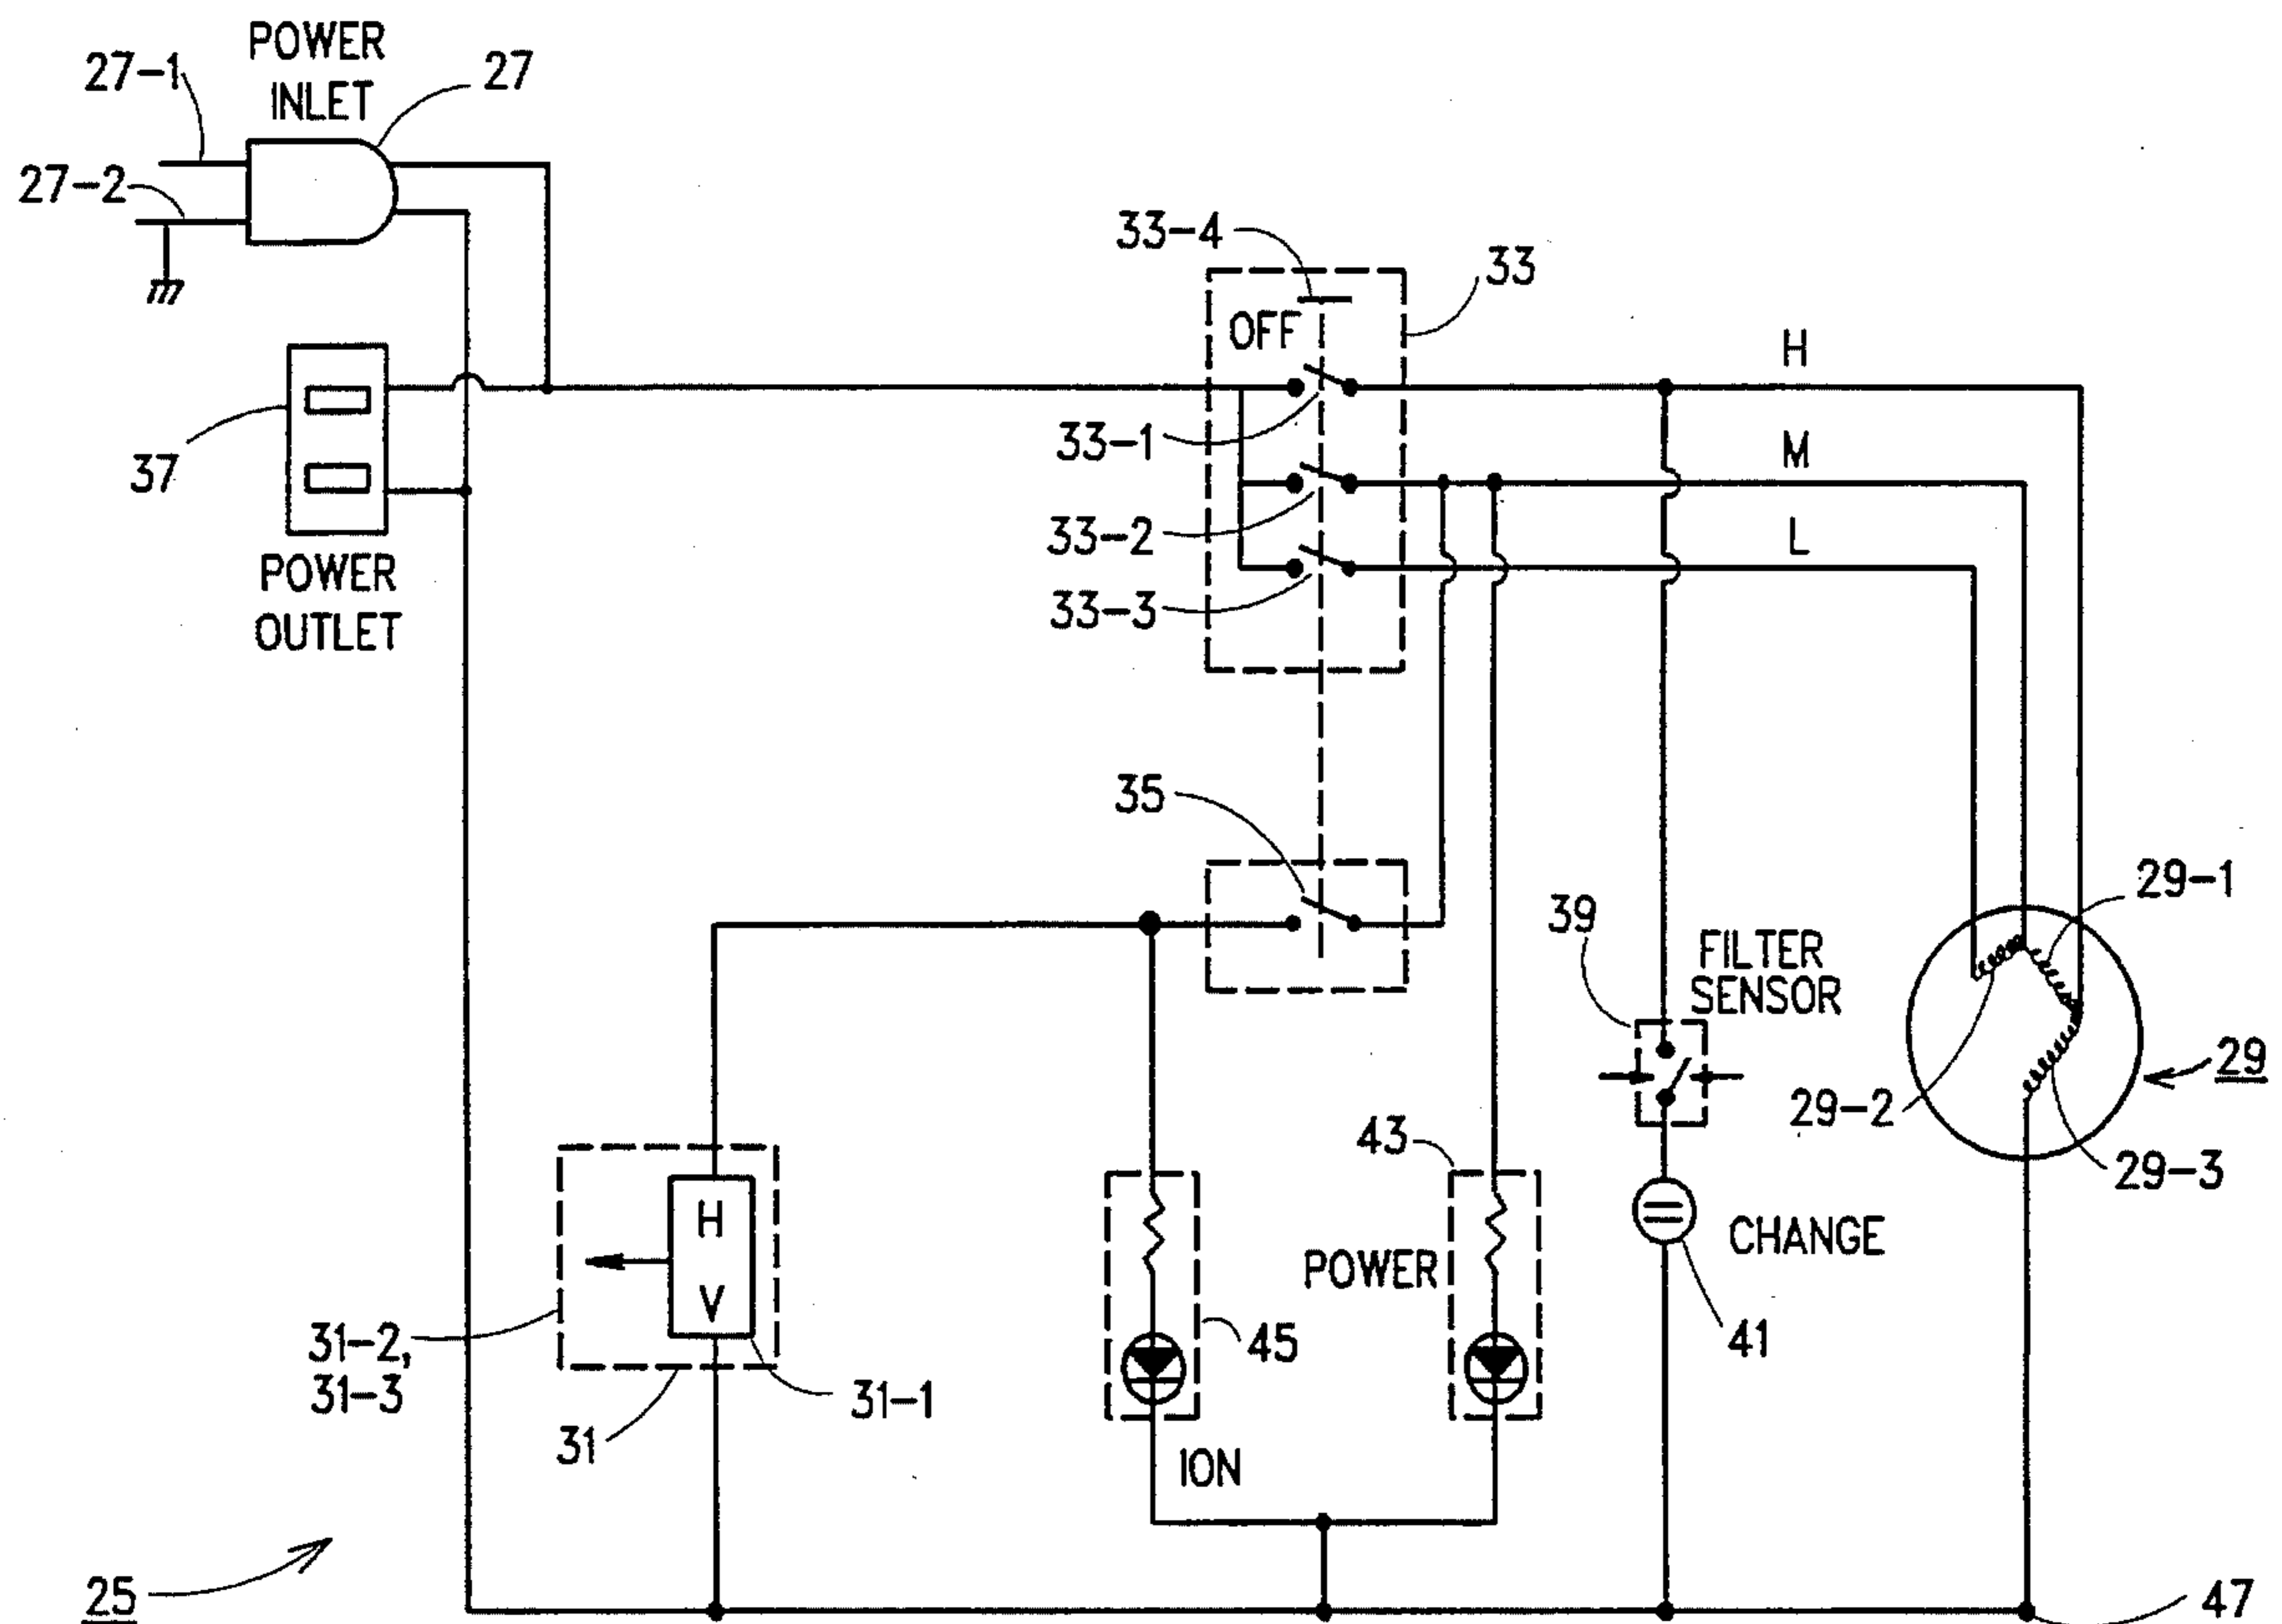 POWER
INLET
27-1
27
27-2
33-4
33
OFF
H
33-1
M
37
33-2
L
POWER
OUTLET
33-3
35
29-1
39
FILTER
SENSOR
29
29-2
43
29-3
H
V
POWER
CHANGE
31-2,
31-3
45
41
31-1
31
ION
25
47